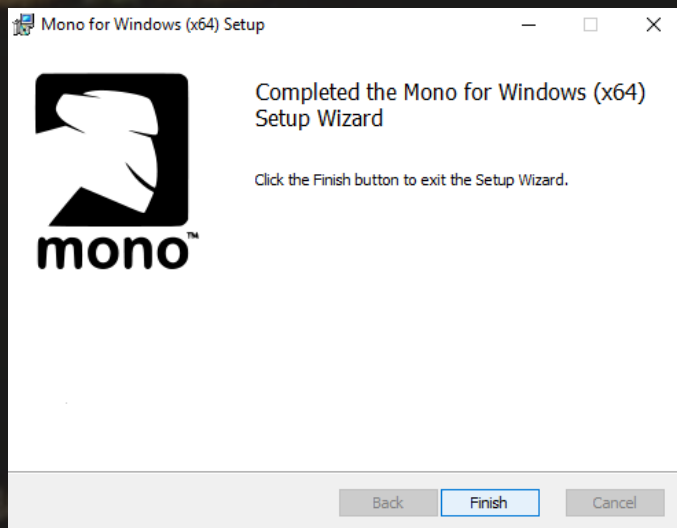 Mono for Windows (x64) Setup
Completed the Mono for Windows (x64)
Setup Wizard
Click the Finish button to exit the Setup Wizard.
mono™
Back
Finish
Cancel